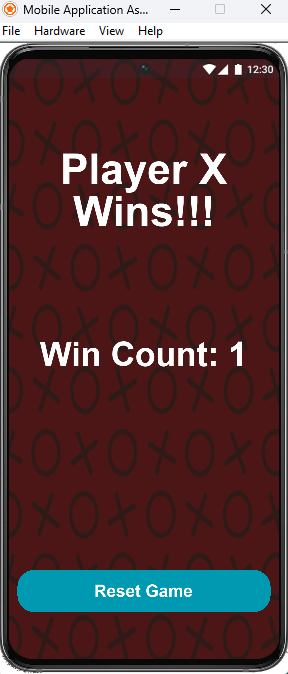 Mobile Application As...
File Hardware View Help
12:30
Player X
Wins!!!
Win Count: 1
Reset Game